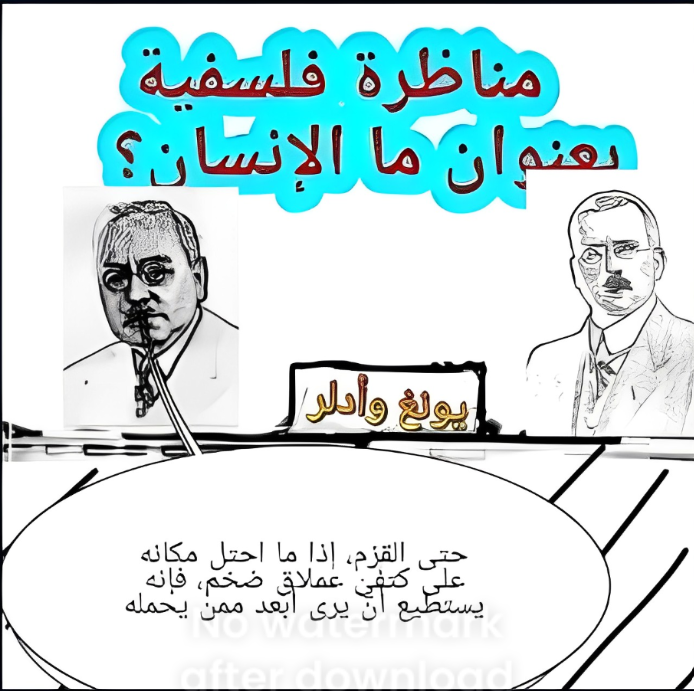 مناظرة فلسفية
بعنوان ما الإنسان؟
يونغ وأدلر
حتى القزم، إذا ما احتل مكانه
على كتفي عملاق ضخم، فإنه
يستطيع أن يرى أبعد ممن يحمله
No watermark
after download